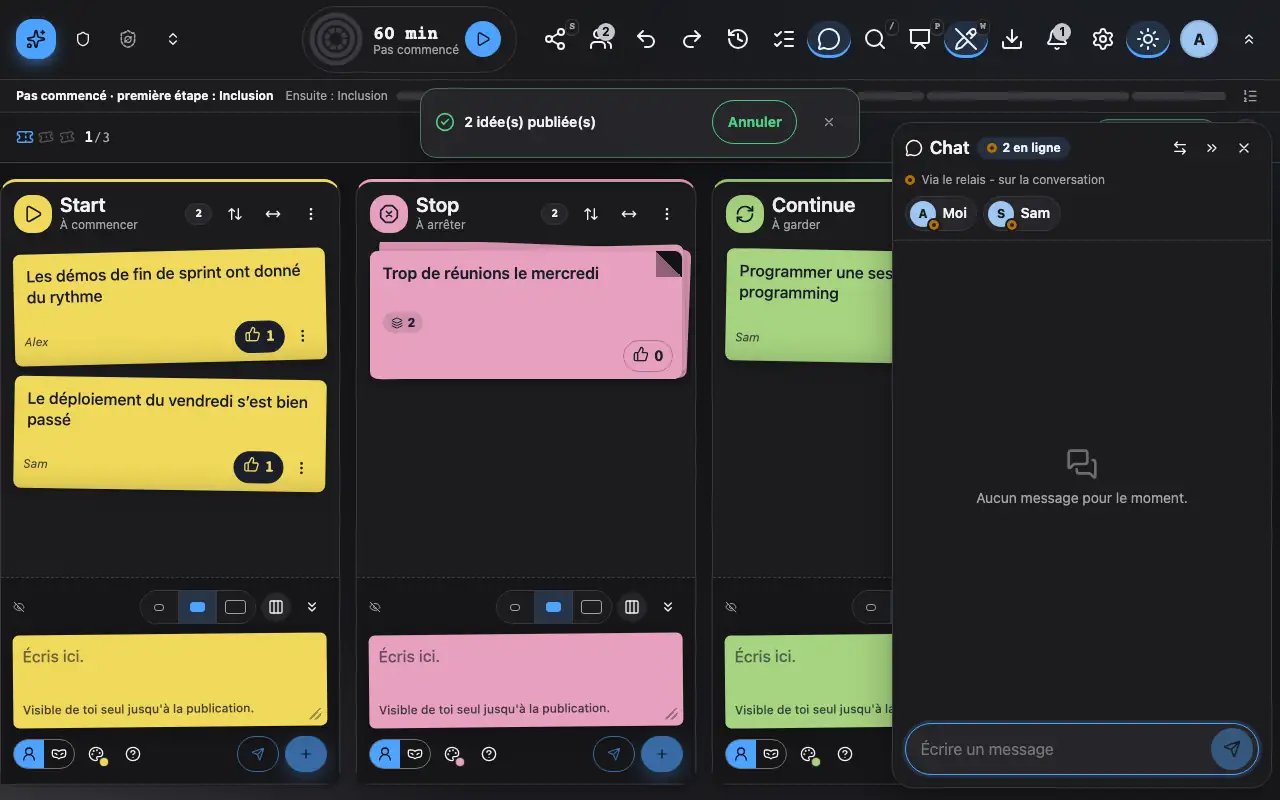 60 min
Pas commencé
S
2
/
P
W
1
A
Pas commencé · première étape : Inclusion
Ensuite : Inclusion
1/3
2 idée(s) publiée(s)
Annuler
Chat
2 en ligne
Via le relais - sur la conversation
A
Moi
S
Sam
Aucun message pour le moment.
Écrire un message
Start
À commencer
2
Les démos de fin de sprint ont donné
du rythme
Alex
1
Le déploiement du vendredi s'est bien
passé
Sam
1
Écris ici.
Visible de toi seul jusqu'à la publication.
Stop
À arrêter
2
Trop de réunions le mercredi
2
0
Écris ici.
Visible de toi seul jusqu'à la publication.
Continue
À garder
Programmer une ses
programming
Sam
Écris ici.
Visible de toi seul jusqu'à la